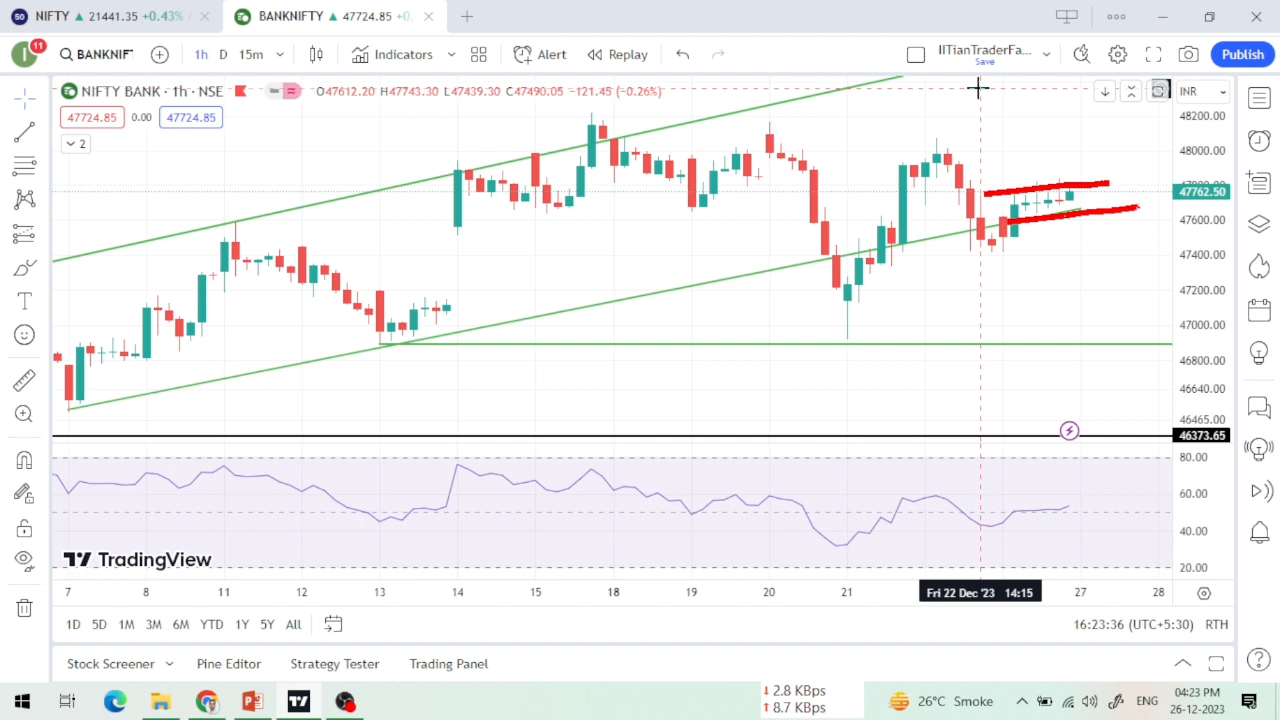 NIFTY ▲ 21441.35 +0.43%
BANKNIFTY ▲ 47724.85 +0.
11
BANKNIF
1h D 15m
Indicators
Alert
Replay
IITianTraderFa...
Save
Publish
NIFTY BANK · 1h · NSE
O47612.20 H47743.30 L47439.30 C47490.05 −121.45 (−0.26%)
INR
47724.85 0.00 47724.85
2
48200.00
48000.00
47762.50
47600.00
47400.00
47200.00
47000.00
46800.00
46640.00
46465.00
46373.65
80.00
60.00
40.00
20.00
TradingView
7 8 11 12 13 14 15 18 19 20 21 Fri 22 Dec '23 14:15 27 28
1D 5D 1M 3M 6M YTD 1Y 5Y All
16:23:36 (UTC+5:30) RTH
Stock Screener Pine Editor Strategy Tester Trading Panel
2.8 KBps
8.7 KBps
26°C Smoke
ENG
04:23 PM
26-12-2023